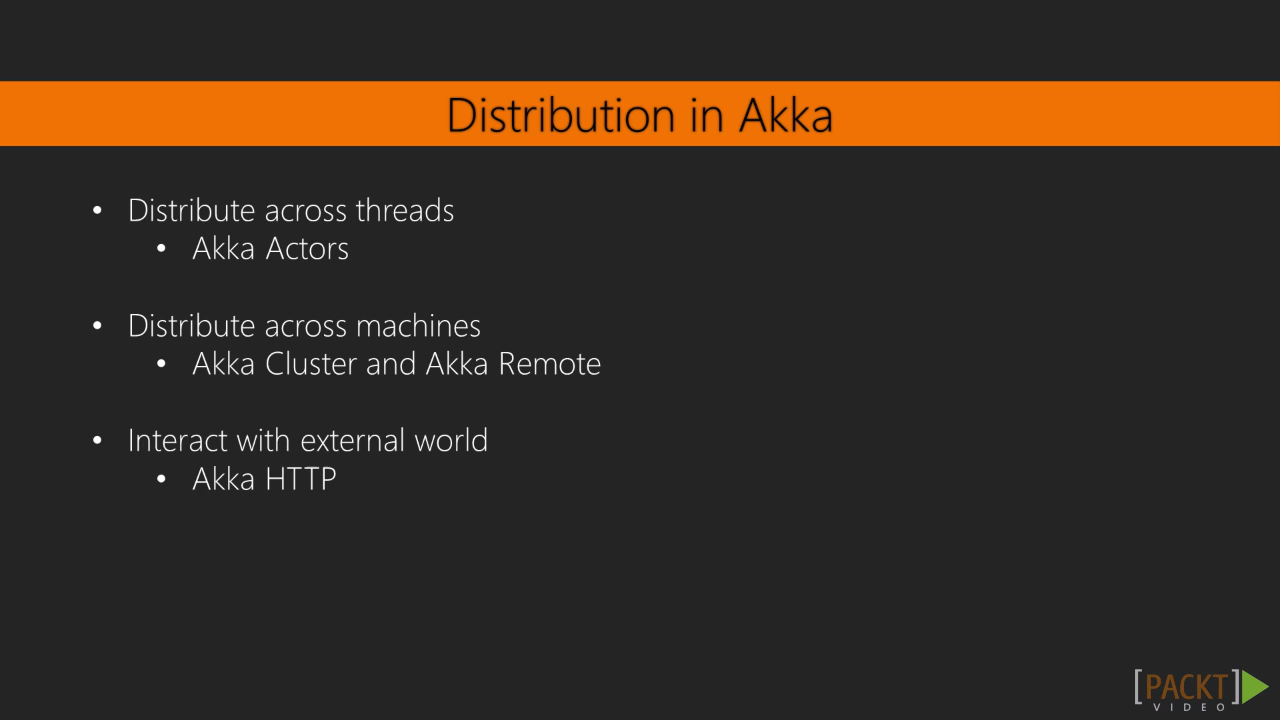 Distribution in Akka
• Distribute across threads
• Akka Actors
• Distribute across machines
• Akka Cluster and Akka Remote
• Interact with external world
• Akka HTTP
[PACKT]
VIDEO